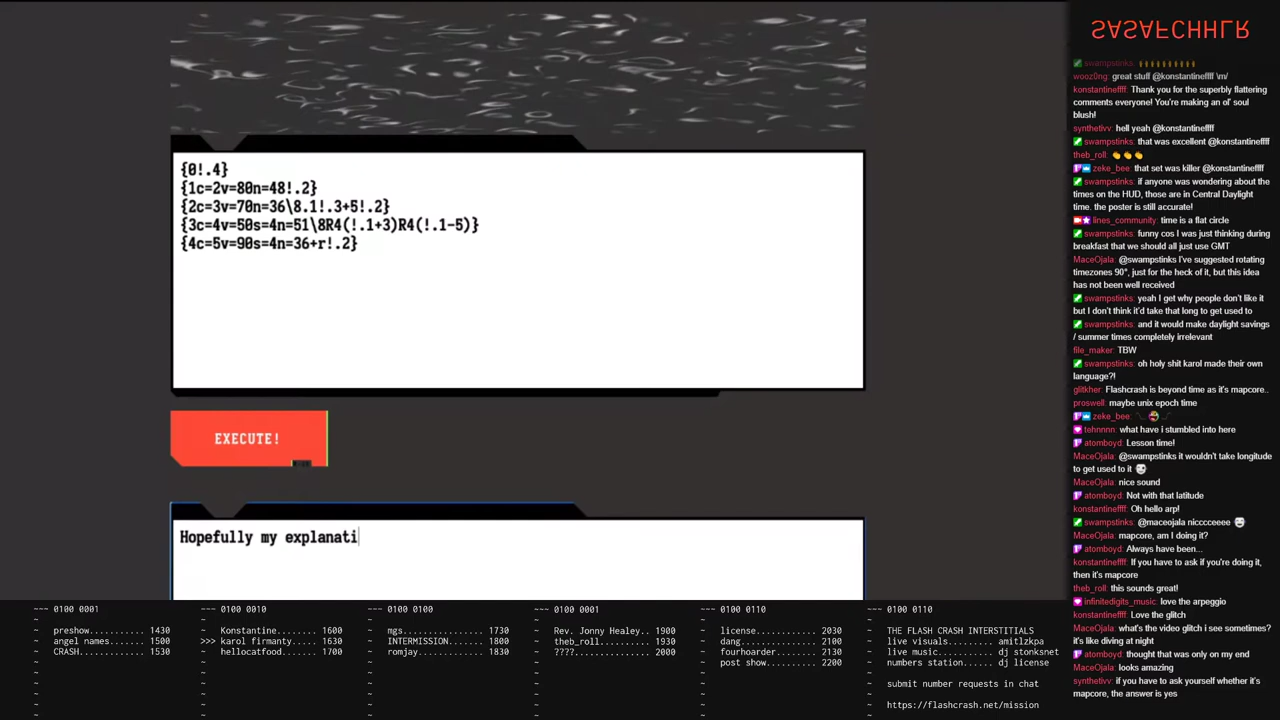 {0!.4}
{1c=2v=80n=48!.2}
{2c=3v=70n=36\8.1!.3+5!.2}
{3c=4v=50s=4n=51\8R4(!.1+3)R4(!.1-5)}
{4c=5v=90s=4n=36+r!.2}
EXECUTE!
Hopefully my explanati
SASAFCHHLR
swampstinks:
wooz0ng: great stuff @konstantineffff \m/
konstantineffff: Thank you for the superbly flattering
comments everyone! You're making an ol' soul
blush!
synthetivv: hell yeah @konstantineffff
swampstinks: that was excellent @konstantineffff
theb_roll: 👏 👏 👏
zeke_bee: that set was killer @konstantineffff
swampstinks: if anyone was wondering about the
times on the HUD, those are in Central Daylight
time. the poster is still accurate!
lines_community: time is a flat circle
swampstinks: funny cos I was just thinking during
breakfast that we should all just use GMT
MaceOjala: @swampstinks I've suggested rotating
timezones 90°, just for the heck of it, but this idea
has not been well received
swampstinks: yeah I get why people don't like it
but I don't think it'd take that long to get used to
swampstinks: and it would make daylight savings
/ summer times completely irrelevant
file_maker: TBW
swampstinks: oh holy shit karol made their own
language?!
glitkher: Flashcrash is beyond time as it's mapcore..
proswell: maybe unix epoch time
zeke_bee:
tehnnnn: what have i stumbled into here
atomboyd: Lesson time!
MaceOjala: @swampstinks it wouldn't take longitude
to get used to it
MaceOjala: nice sound
atomboyd: Not with that latitude
konstantineffff: Oh hello arp!
swampstinks: @maceojala nicccceeee
MaceOjala: mapcore, am I doing it?
atomboyd: Always have been...
konstantineffff: If you have to ask if you're doing it,
then it's mapcore
theb_roll: this sounds great!
infinitedigits_music: love the arpeggio
konstantineffff: Love the glitch
MaceOjala: what's the video glitch i see sometimes?
it's like diving at night
atomboyd: thought that was only on my end
MaceOjala: looks amazing
synthetivv: if you have to ask yourself whether it's
mapcore, the answer is yes
~~~ 0100 0001
preshow........... 1430
angel names....... 1500
CRASH............. 1530
~~~ 0100 0010
Konstantine....... 1600
>>> karol firmanty.... 1630
hellocatfood...... 1700
~~~ 0100 0100
mgs............... 1730
INTERMISSION...... 1800
romjay............ 1830
~~~ 0100 0001
Rev. Jonny Healey.. 1900
theb_roll.......... 1930
????............... 2000
~~~ 0100 0110
license........... 2030
dang.............. 2100
fourhoarder....... 2130
post show......... 2200
~~~ 0100 0110
THE FLASH CRASH INTERSTITIALS
live visuals...... amitlzkpa
live music..... dj stonksnet
numbers station...... dj license
submit number requests in chat
https://flashcrash.net/mission